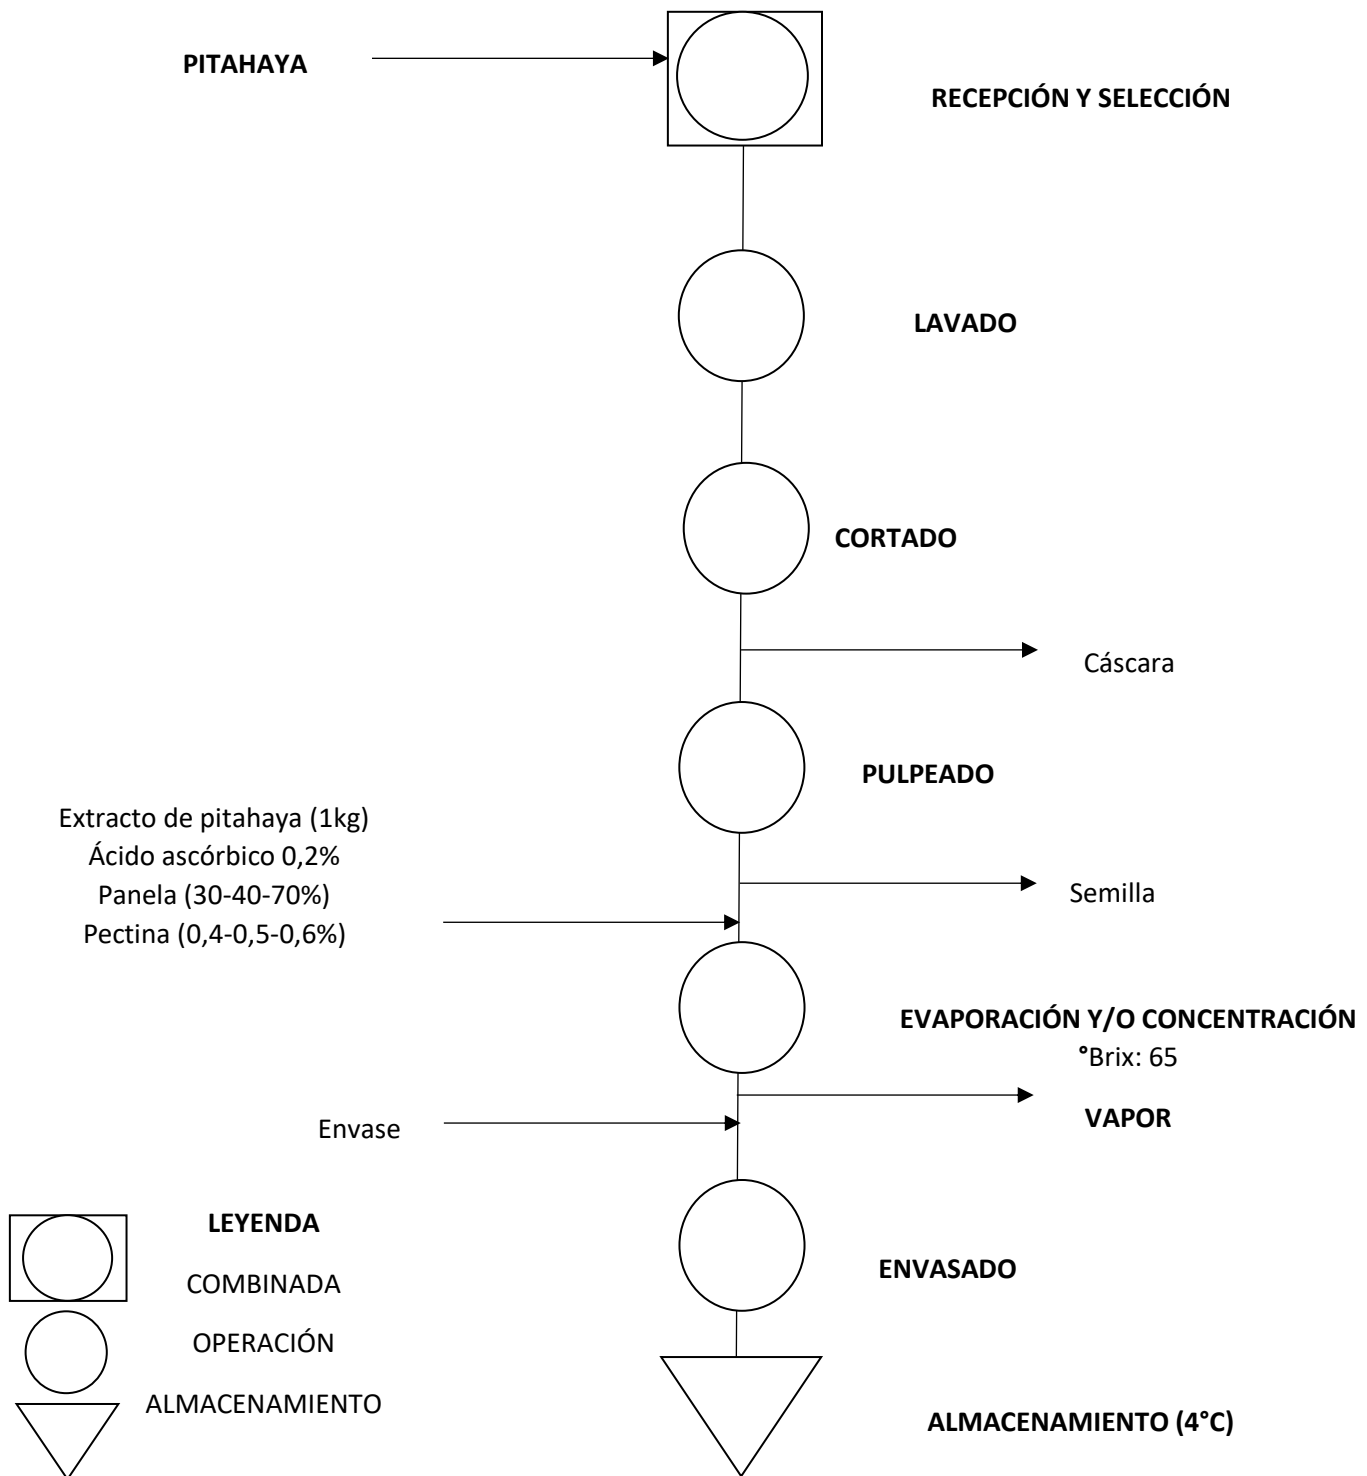 PITAHAYA
RECEPCIÓN Y SELECCIÓN
LAVADO
CORTADO
Cáscara
PULPEADO
Extracto de pitahaya (1kg)
Ácido ascórbico 0,2%
Panela (30-40-70%)
Pectina (0,4-0,5-0,6%)
Semilla
EVAPORACIÓN Y/O CONCENTRACIÓN
°Brix: 65
VAPOR
Envase
ENVASADO
LEYENDA
COMBINADA
OPERACIÓN
ALMACENAMIENTO
ALMACENAMIENTO (4°C)